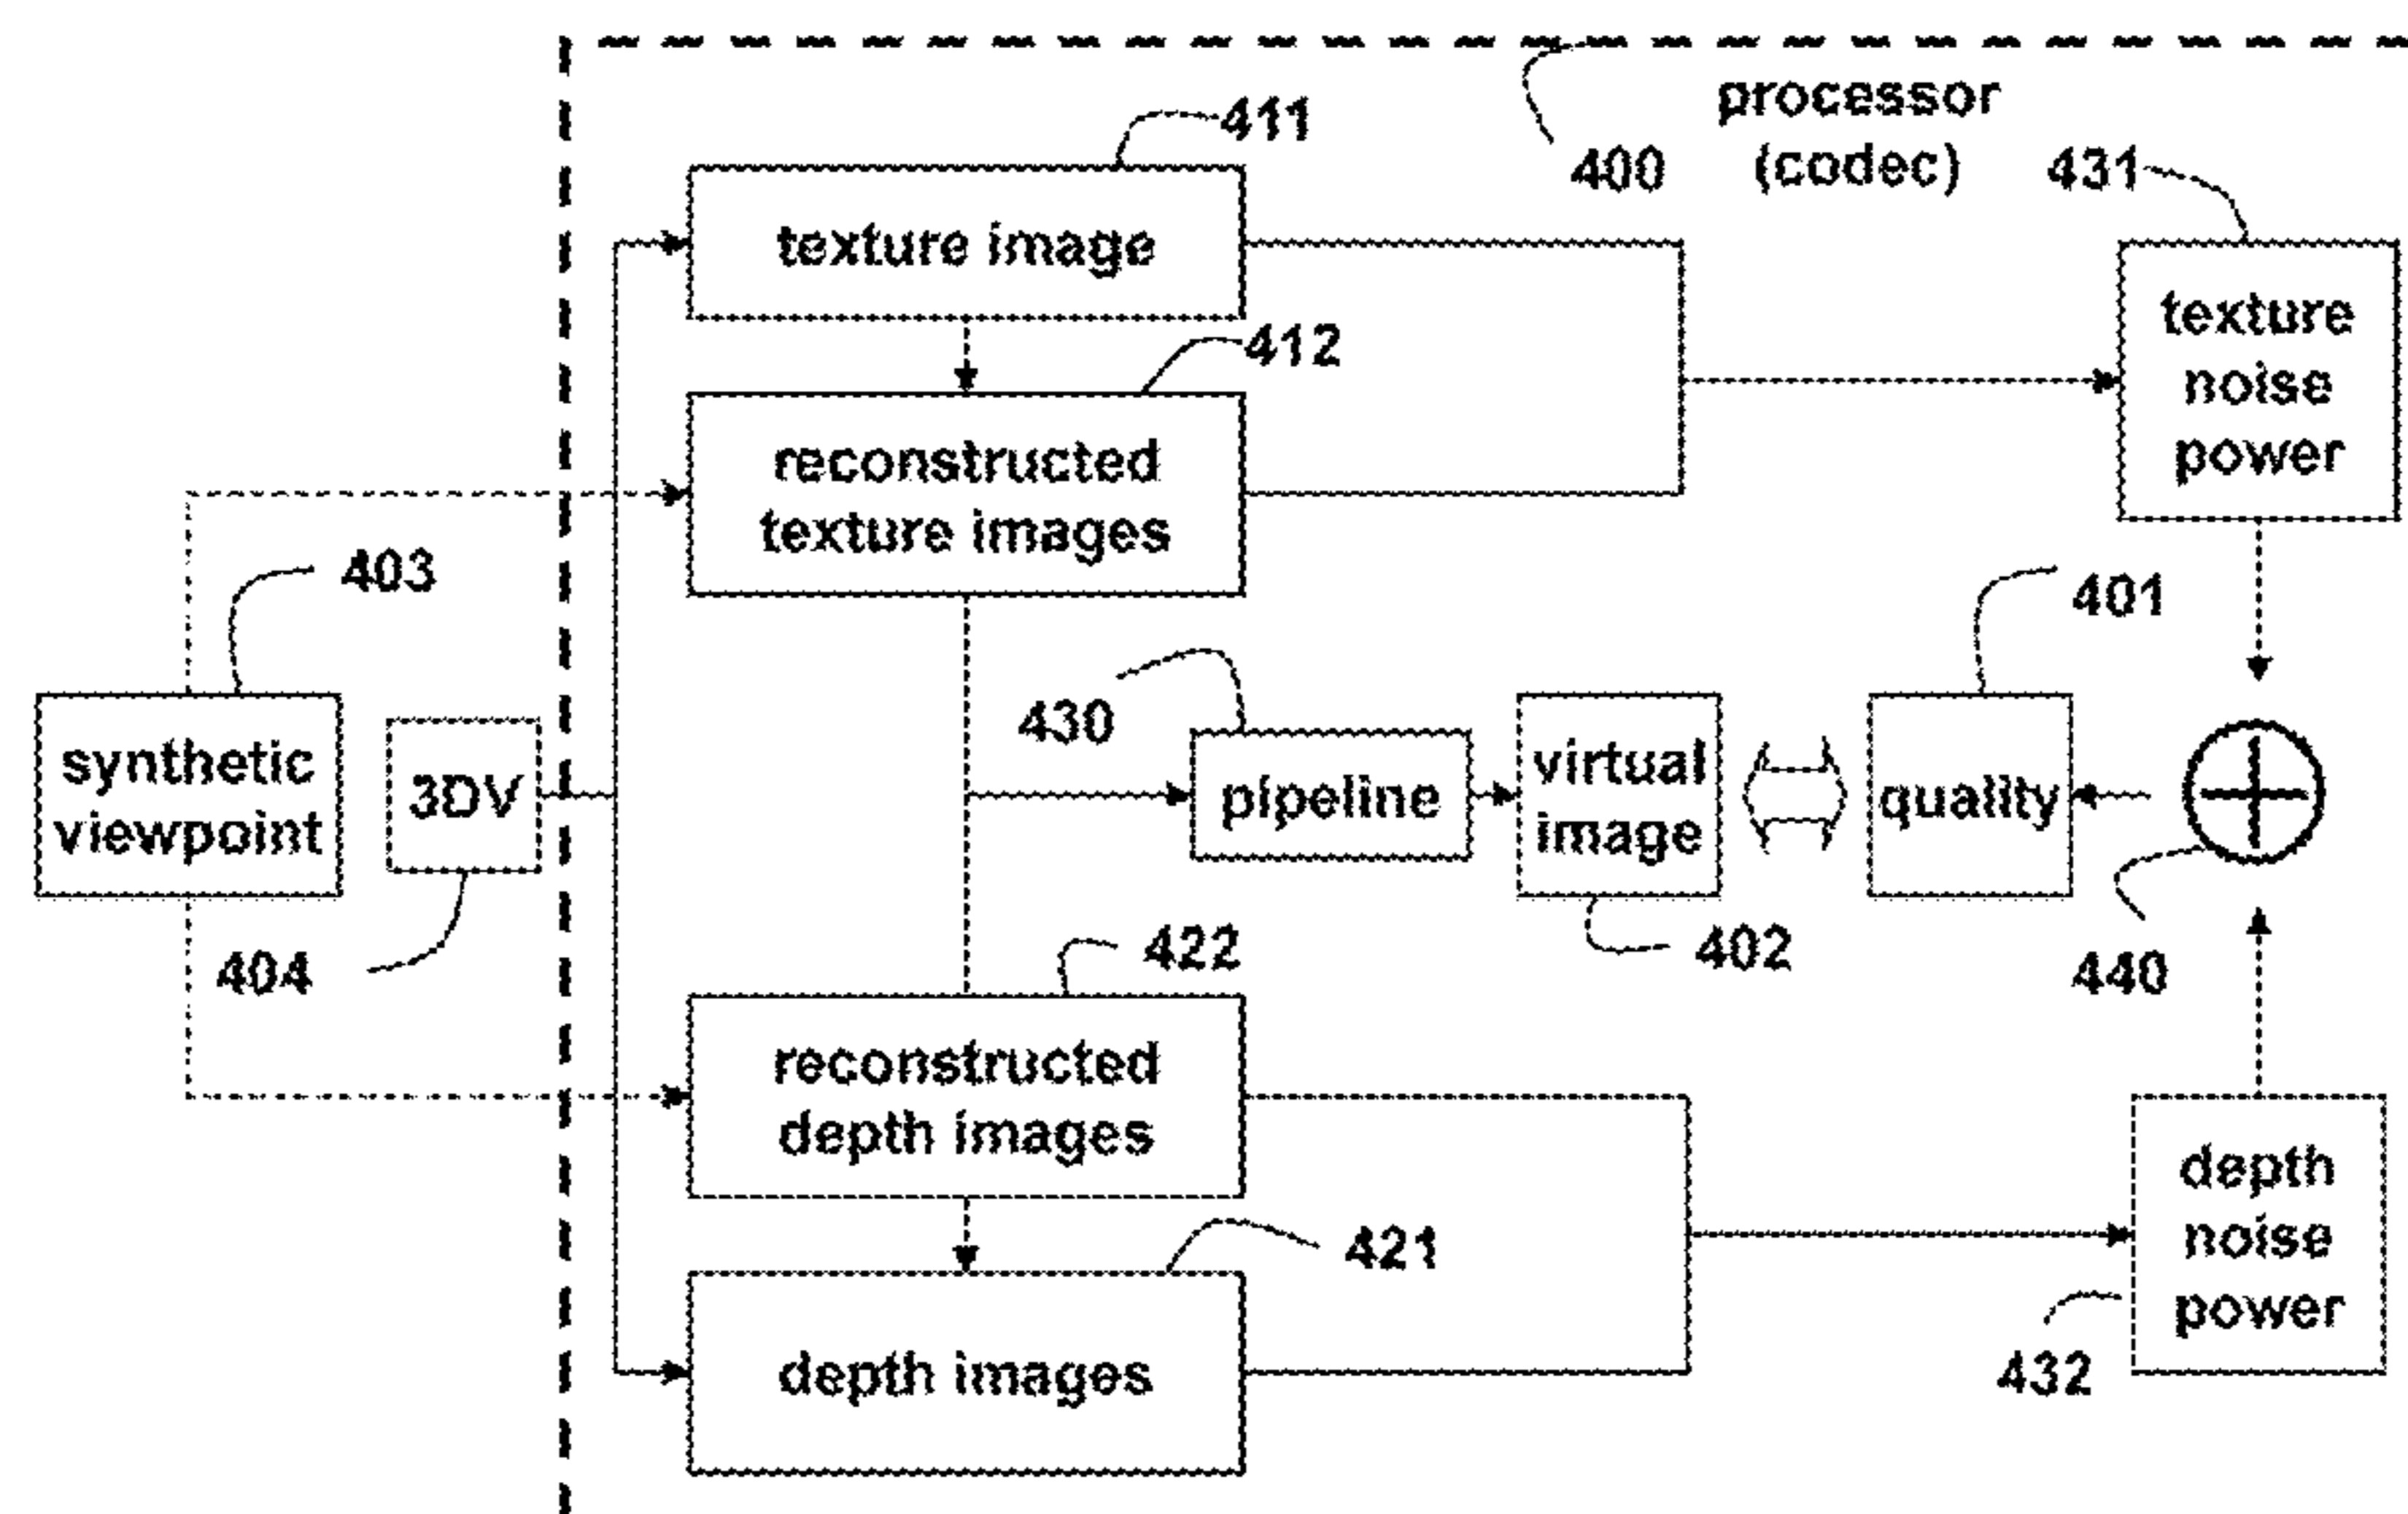 processor
(codec)
400
411
431
texture image
412
texture
noise
power
reconstructed
texture images
403
401
430
synthetic
viewpoint
3DV
pipeline
virtual
image
quality
404
422
402
440
reconstructed
depth images
421
depth
noise
power
432
depth images